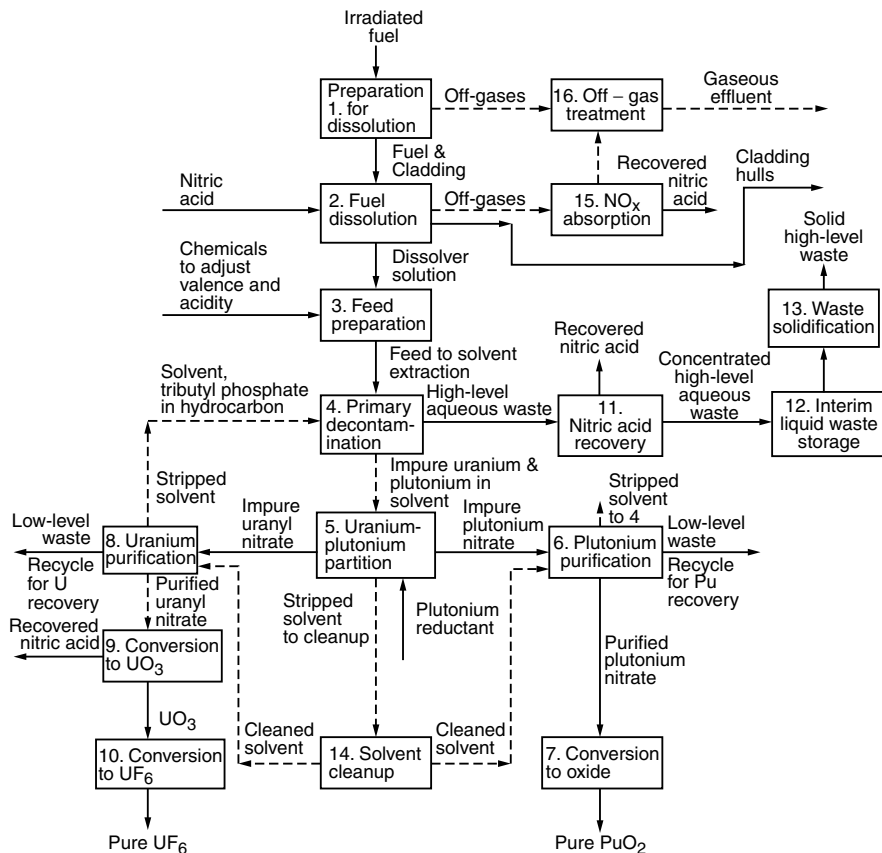 Irradiated
fuel
Preparation
1. for
dissolution
Off-gases
16. Off – gas
treatment
Gaseous
effluent
Fuel &
Cladding
Nitric
acid
2. Fuel
dissolution
Off-gases
15. NOx
absorption
Recovered
nitric
acid
Cladding
hulls
Solid
high-level
waste
Chemicals
to adjust
valence and
acidity
Dissolver
solution
3. Feed
preparation
13. Waste
solidification
Feed to solvent
extraction
Recovered
nitric acid
Solvent,
tributyl phosphate
in hydrocarbon
4. Primary
decontam-
ination
High-level
aqueous waste
11.
Nitric acid
recovery
Concentrated
high-level
aqueous
waste
12. Interim
liquid waste
storage
Stripped
solvent
Impure uranium &
plutonium in
solvent
Stripped
solvent
to 4
Low-level
waste
8. Uranium
purification
Impure
uranyl
nitrate
5. Uranium-
plutonium
partition
Impure
plutonium
nitrate
6. Plutonium
purification
Low-level
waste
Recycle
for U
recovery
Purified
uranyl
nitrate
Stripped
solvent
to cleanup
Plutonium
reductant
Recycle
for Pu
recovery
Recovered
nitric acid
9. Conversion
to UO3
Purified
plutonium
nitrate
UO3
10. Conversion
to UF6
Cleaned
solvent
14. Solvent
cleanup
Cleaned
solvent
7. Conversion
to oxide
Pure UF6
Pure PuO2